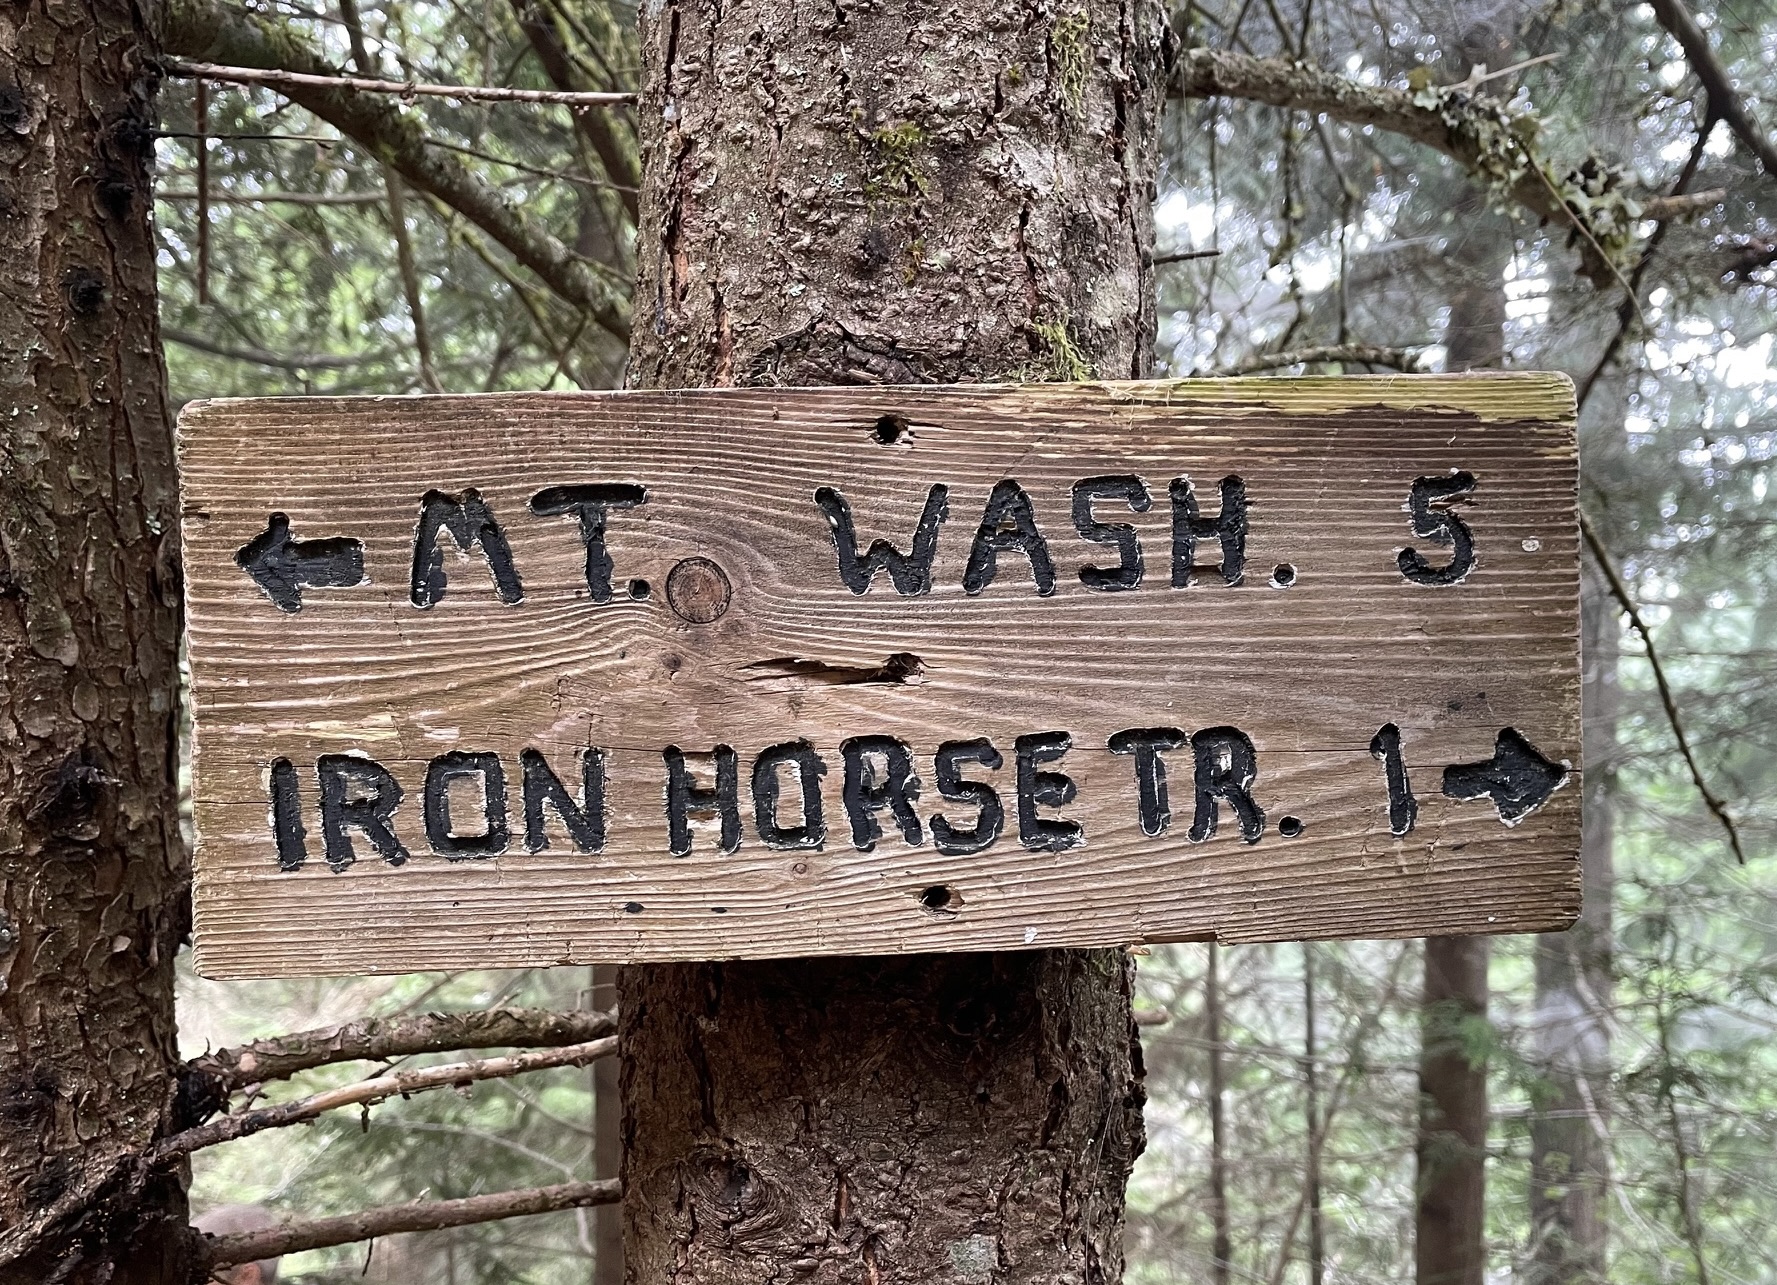 ← MT. WASH. 5
IRON HORSE TR. 1 →